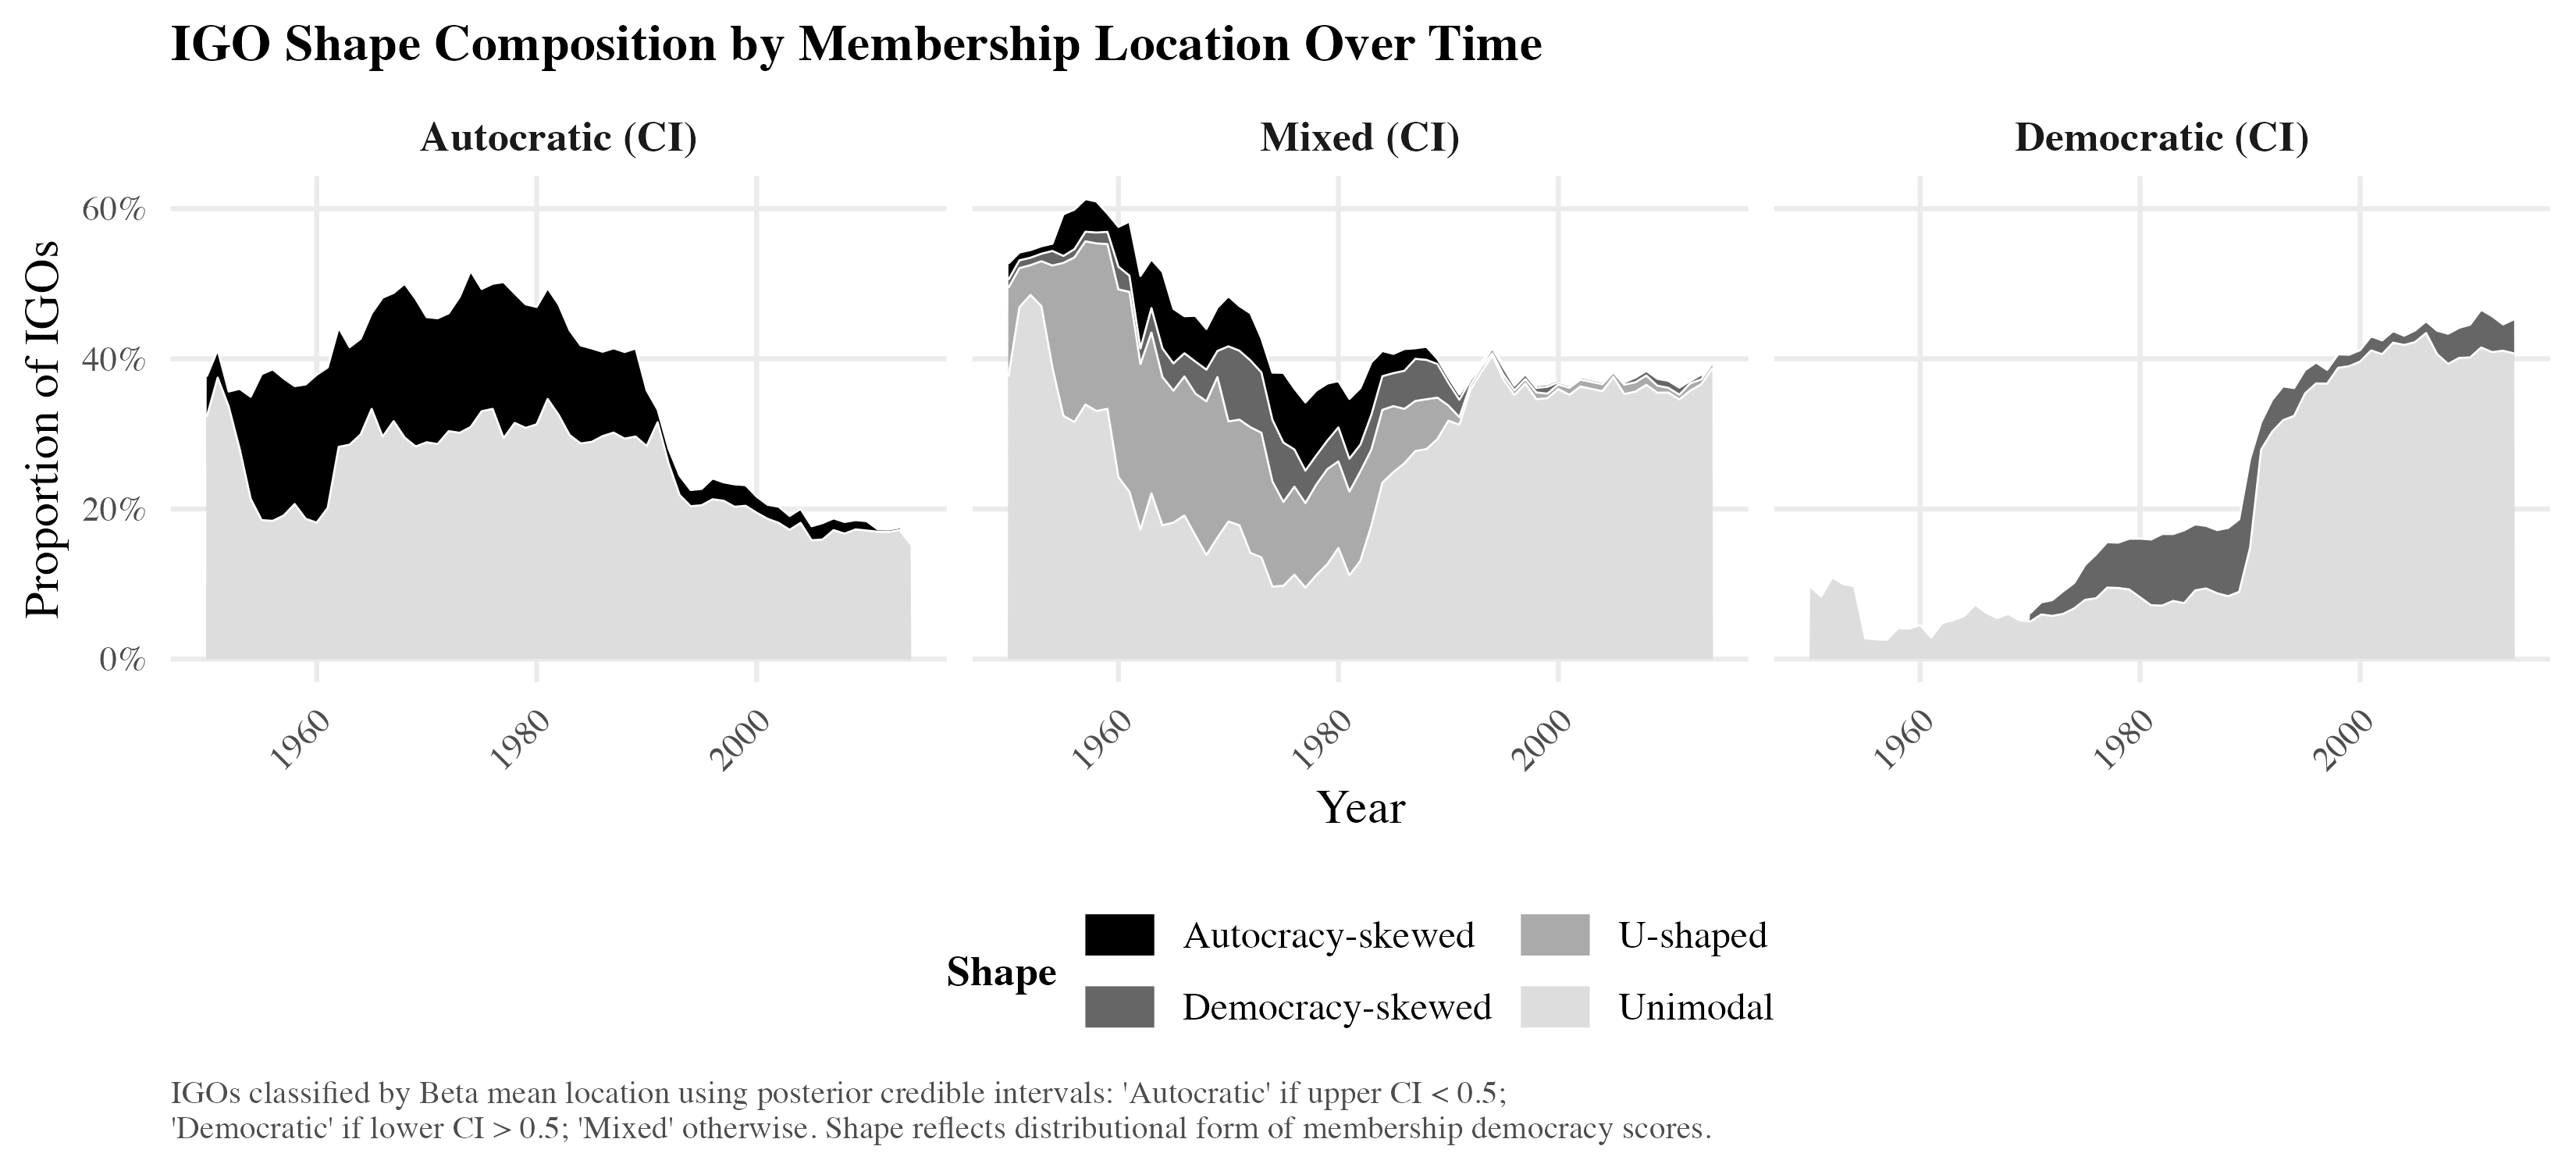 IGO Shape Composition by Membership Location Over Time
Autocratic (CI)
Mixed (CI)
Democratic (CI)
Proportion of IGOs
60%
40%
20%
0%
1960
1980
2000
1960
1980
2000
1960
1980
2000
Year
Shape
Autocracy-skewed
U-shaped
Democracy-skewed
Unimodal
IGOs classified by Beta mean location using posterior credible intervals: 'Autocratic' if upper CI < 0.5;
'Democratic' if lower CI > 0.5; 'Mixed' otherwise. Shape reflects distributional form of membership democracy scores.